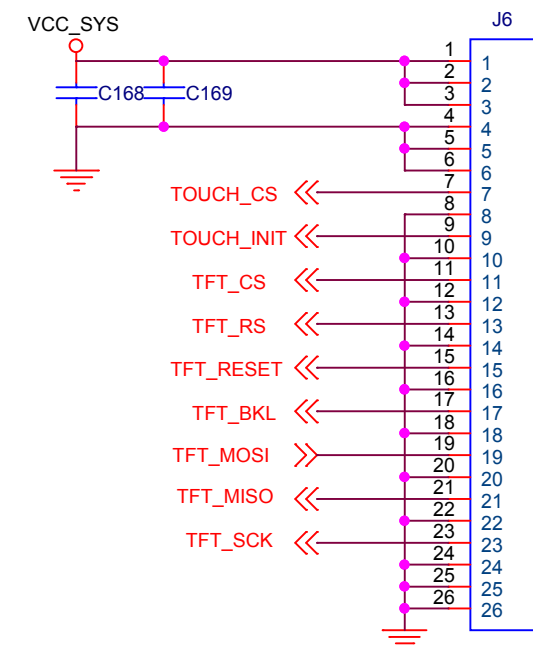 VCC_SYS
J6
C168
C169
1 1
2 2
3 3
4 4
5 5
6 6
TOUCH_CS 7 7
8 8
TOUCH_INIT 9 9
10 10
TFT_CS 11 11
12 12
TFT_RS 13 13
14 14
TFT_RESET 15 15
16 16
TFT_BKL 17 17
18 18
TFT_MOSI 19 19
20 20
TFT_MISO 21 21
22 22
TFT_SCK 23 23
24 24
25 25
26 26